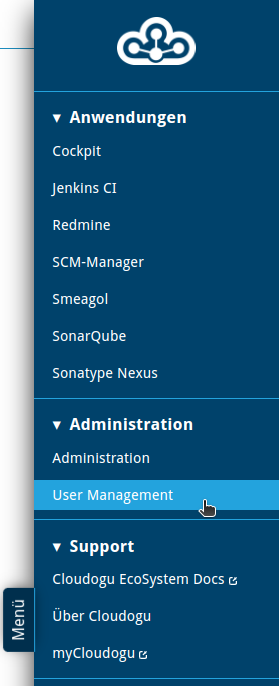 ▼ Anwendungen
Cockpit
Jenkins CI
Redmine
SCM-Manager
Smeagol
SonarQube
Sonatype Nexus
▼ Administration
Administration
User Management
▼ Support
Cloudogu EcoSystem Docs
Über Cloudogu
myCloudogu
Menü